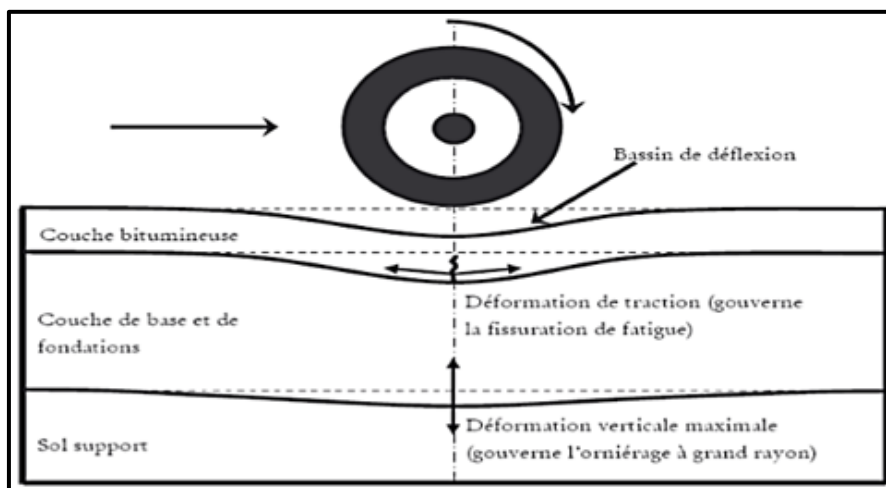 Bassin de déflexion
Couche bitumineuse
Déformation de traction (gouverne
la fissuration de fatigue)
Couche de base et de
fondations
Déformation verticale maximale
(gouverne l'orniérage à grand rayon)
Sol support